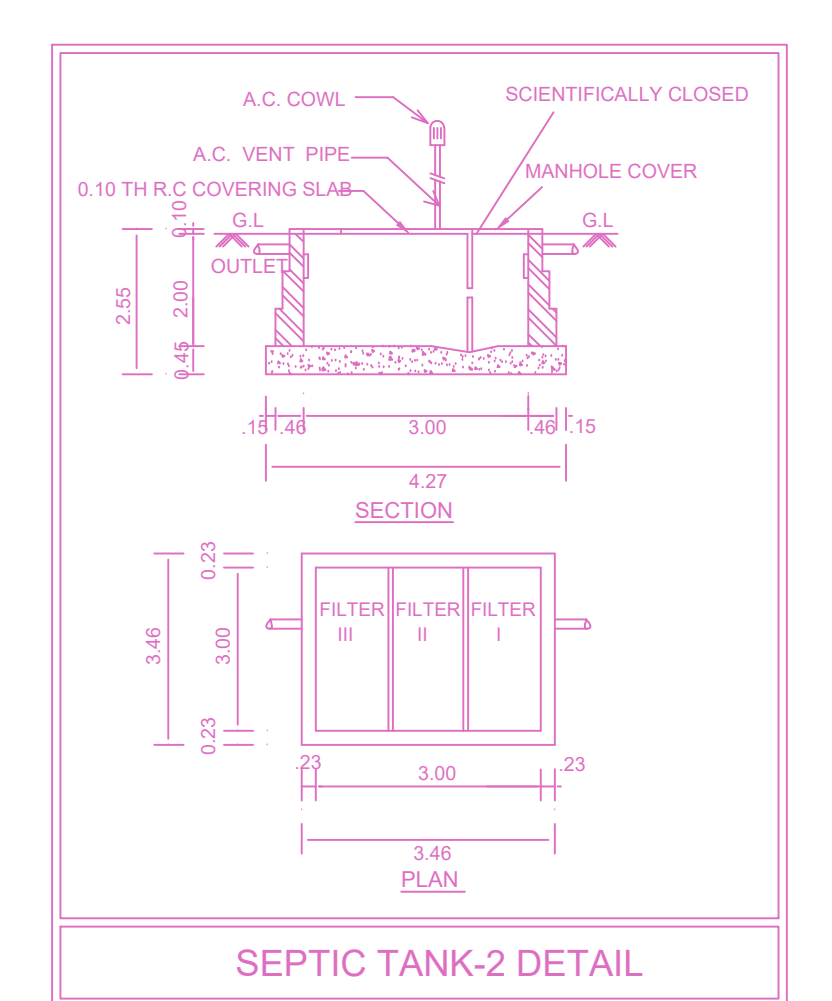 A.C. COWL
SCIENTIFICALLY CLOSED
A.C. VENT PIPE
MANHOLE COVER
0.10 TH R.C COVERING SLAB
0.10
G.L
G.L
OUTLET
2.55
2.00
0.45
.15
.46
3.00
.46
.15
4.27
SECTION
0.23
3.46
3.00
0.23
FILTER
III
FILTER
II
FILTER
I
.23
3.00
.23
3.46
PLAN
SEPTIC TANK-2 DETAIL